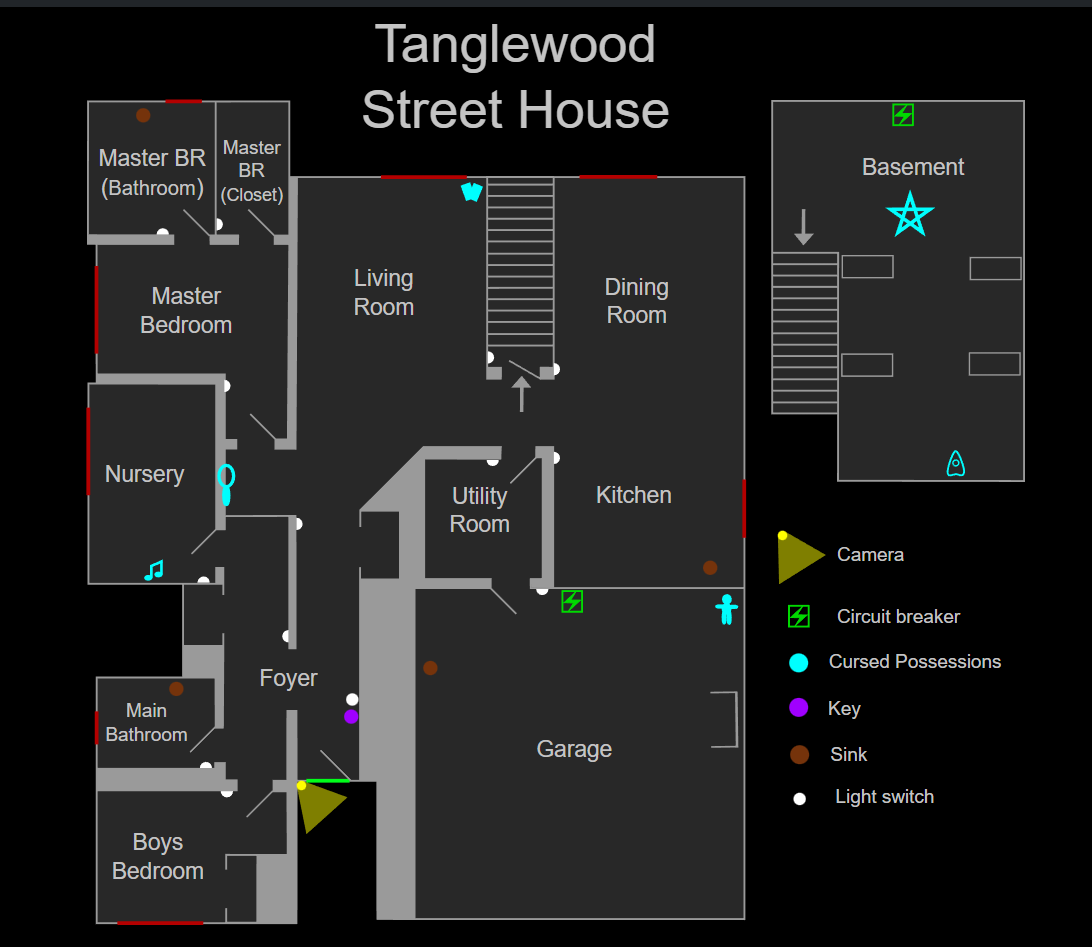 Tanglewood
Street House
Master BR
(Bathroom)
Master
BR
(Closet)
Basement
Living
Room
Dining
Room
Master
Bedroom
Nursery
Utility
Room
Kitchen
Camera
Circuit breaker
Cursed Possessions
Foyer
Main
Bathroom
Key
Garage
Sink
Light switch
Boys
Bedroom